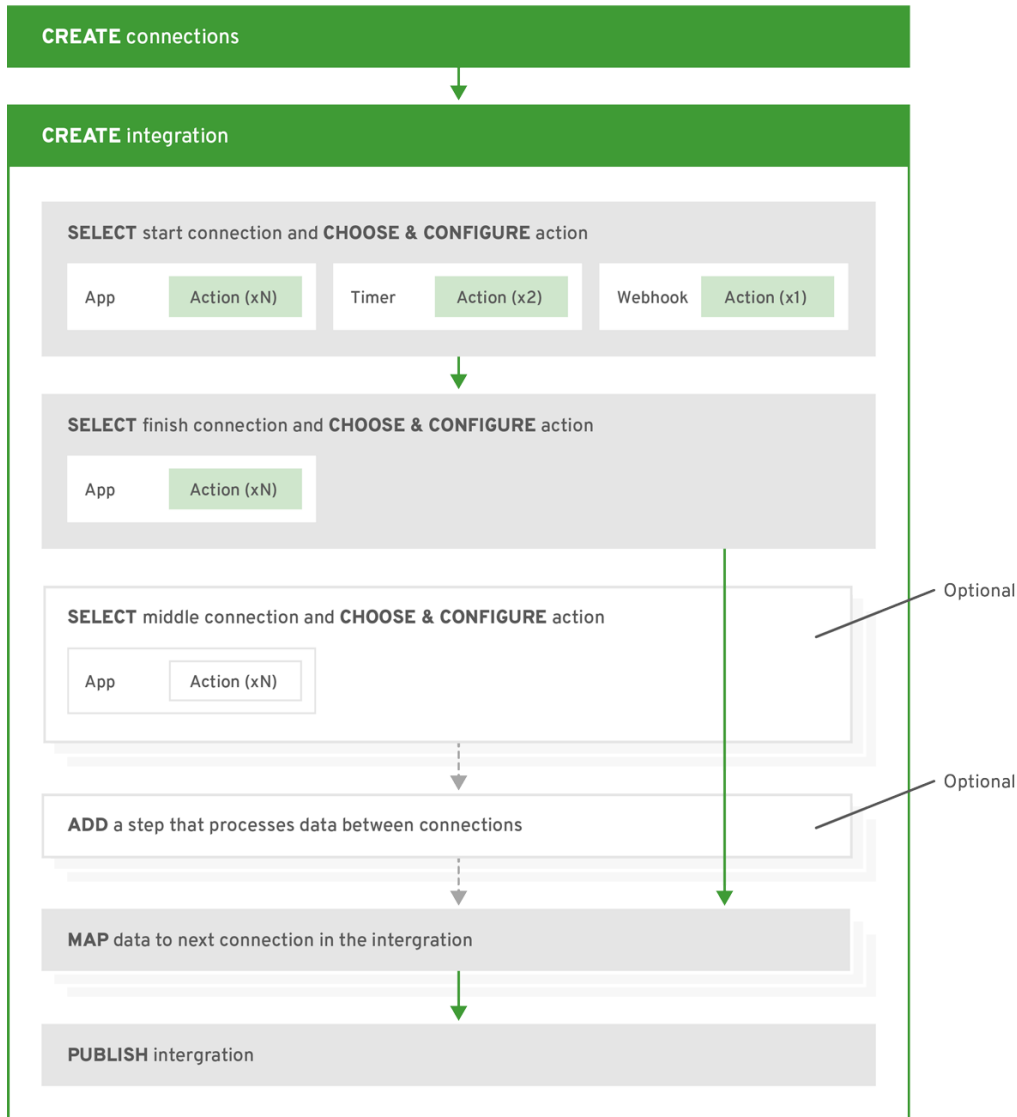 CREATE connections
CREATE integration
SELECT start connection and CHOOSE & CONFIGURE action
App Action (xN) Timer Action (x2) Webhook Action (x1)
SELECT finish connection and CHOOSE & CONFIGURE action
App Action (xN)
Optional
SELECT middle connection and CHOOSE & CONFIGURE action
App Action (xN)
Optional
ADD a step that processes data between connections
MAP data to next connection in the intergration
PUBLISH intergration